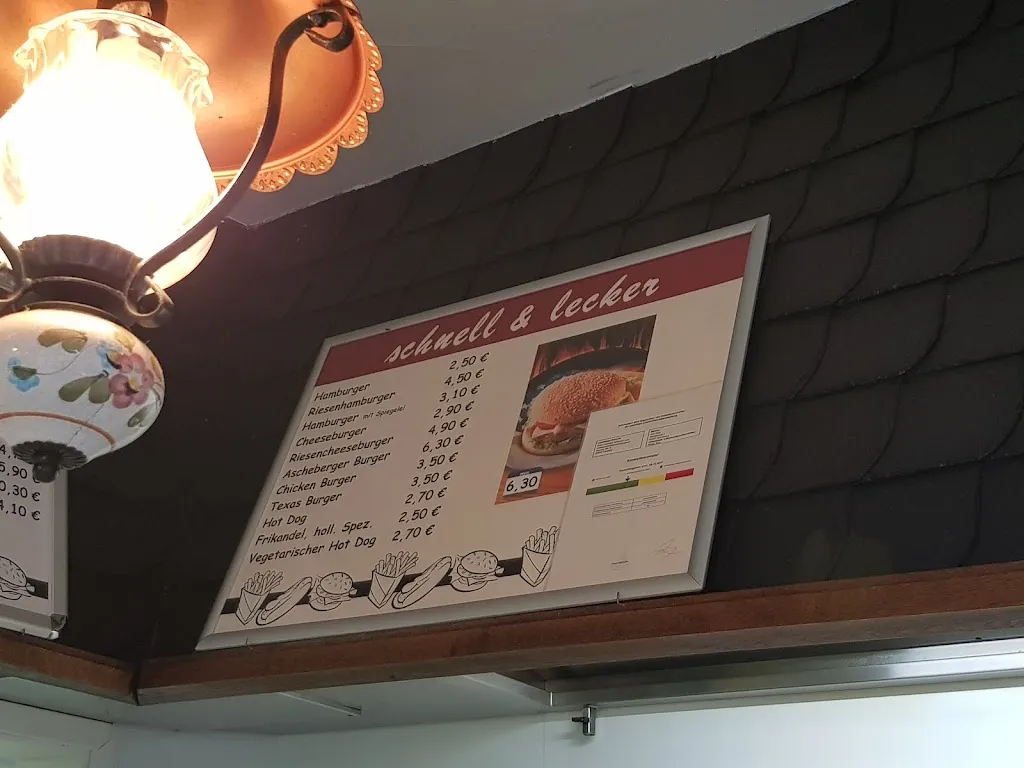 schnell & lecker
Hamburger 2,50 €
Riesenhamburger 4,50 €
Hamburger mit Spiegelei 3,10 €
Cheeseburger 2,90 €
Riesencheeseburger 4,90 €
Ascheberger Burger 6,30 €
Chicken Burger 3,50 €
Texas Burger 3,50 €
Hot Dog 2,70 €
Frikandel, holl. Spez. 2,50 €
Vegetarischer Hot Dog 2,70 €
6,30
5,90 €
0,30 €
4,10 €